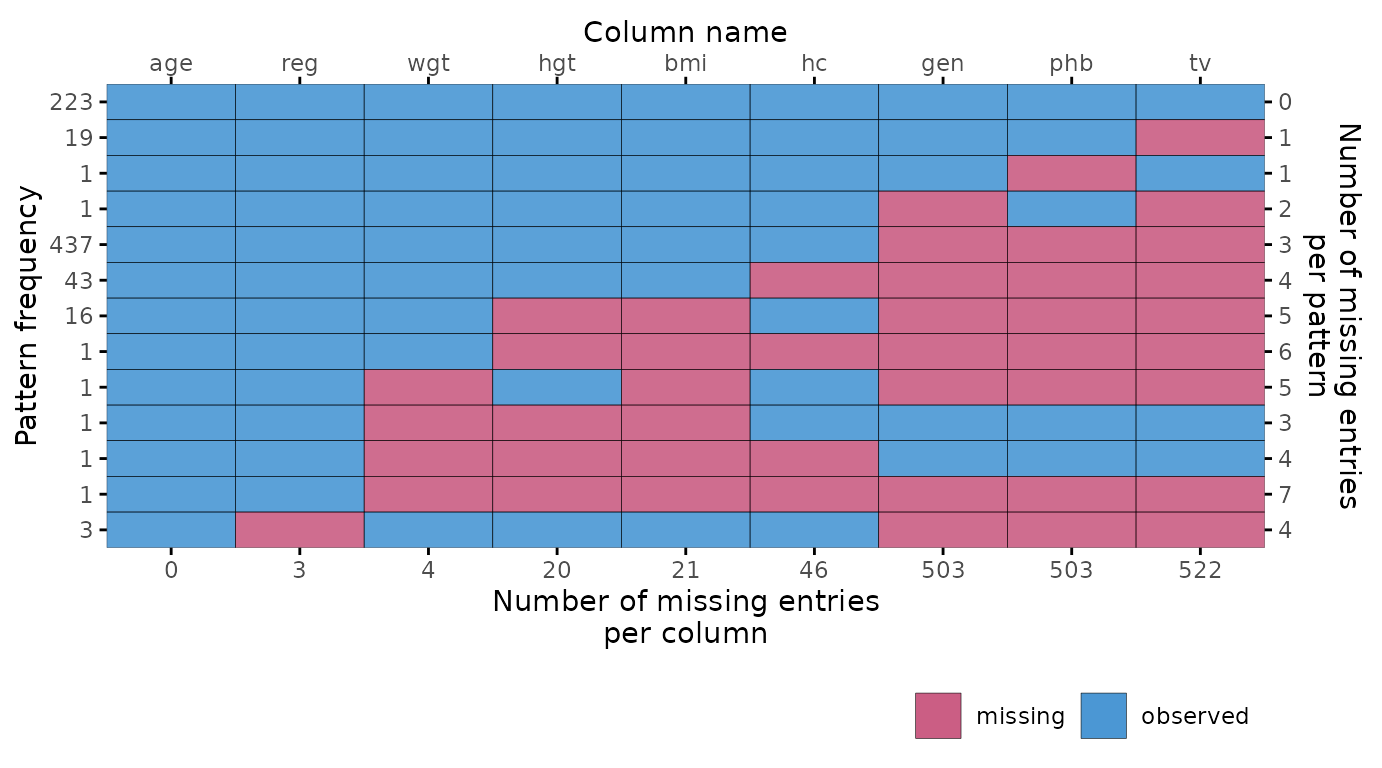 Column name
age reg wgt hgt bmi hc gen phb tv
Pattern frequency
223 0
19 1
1 1
1 2
437 3
43 4
16 5
1 6
1 5
1 3
1 4
1 7
3 4
Number of missing entries
per pattern
0 3 4 20 21 46 503 503 522
Number of missing entries
per column
missing observed